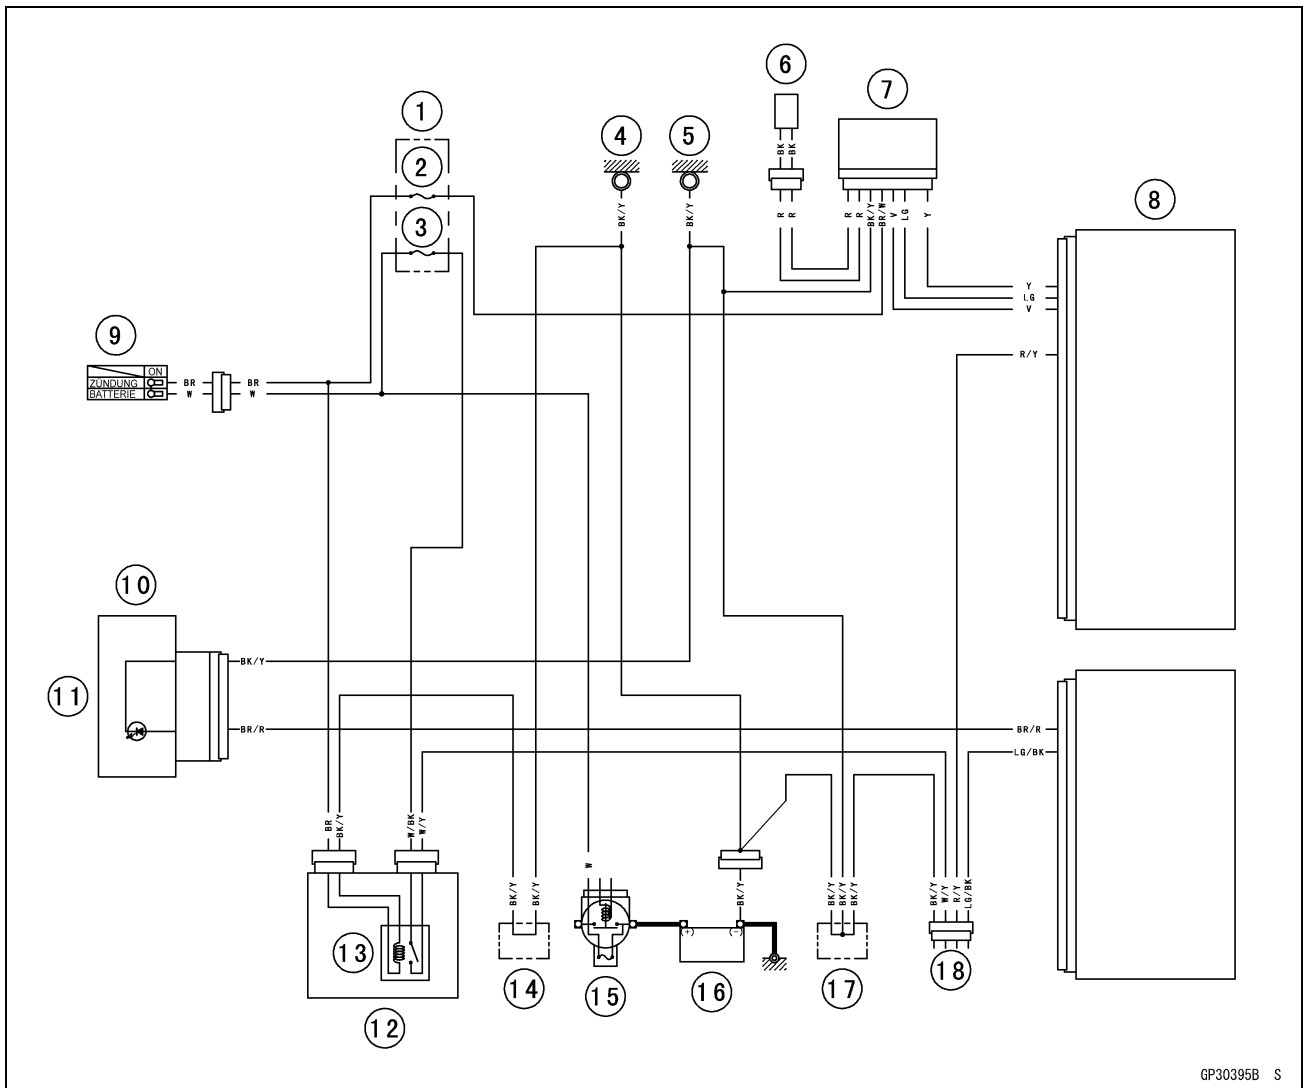 6
7
1
4
5
2
8
3
BK BK
BK/Y
BK/Y
R R
R R BK/Y BR/W V LG Y
Y
LG
V
R/Y
9
ON
ZÜNDUNG
BATTERIE
BR
W
BR
W
10
11
BK/Y
BR/R
BR/R
LG/BK
BR BK/Y
W/BK W/Y
W
BK/Y BK/Y
BK/Y
BK/Y BK/Y BK/Y
BK/Y W/Y R/Y LG/BK
(+) (-)
13
14
15
16
17
18
12
GP30395B S